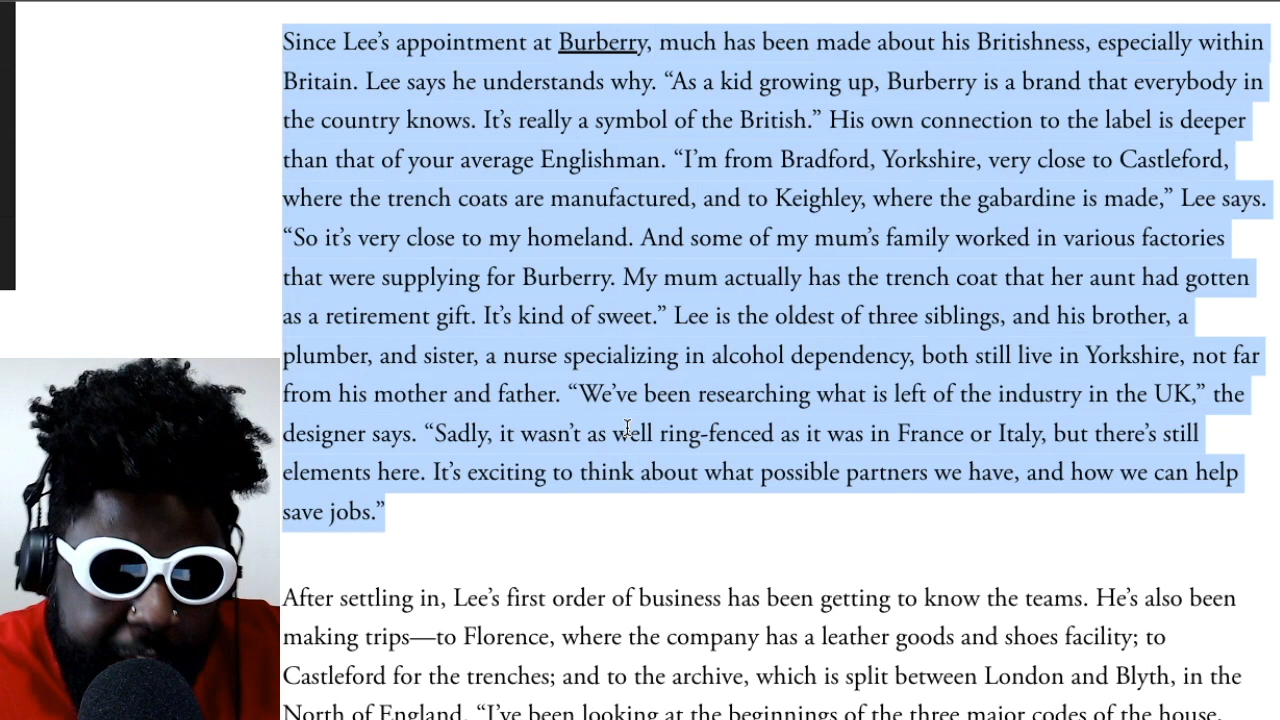 Since Lee’s appointment at Burberry, much has been made about his Britishness, especially within
Britain. Lee says he understands why. “As a kid growing up, Burberry is a brand that everybody in
the country knows. It’s really a symbol of the British.” His own connection to the label is deeper
than that of your average Englishman. “I’m from Bradford, Yorkshire, very close to Castleford,
where the trench coats are manufactured, and to Keighley, where the gabardine is made,” Lee says.
“So it’s very close to my homeland. And some of my mum’s family worked in various factories
that were supplying for Burberry. My mum actually has the trench coat that her aunt had gotten
as a retirement gift. It’s kind of sweet.” Lee is the oldest of three siblings, and his brother, a
plumber, and sister, a nurse specializing in alcohol dependency, both still live in Yorkshire, not far
from his mother and father. “We’ve been researching what is left of the industry in the UK,” the
designer says. “Sadly, it wasn’t as well ring-fenced as it was in France or Italy, but there’s still
elements here. It’s exciting to think about what possible partners we have, and how we can help
save jobs.”
After settling in, Lee’s first order of business has been getting to know the teams. He’s also been
making trips—to Florence, where the company has a leather goods and shoes facility; to
Castleford for the trenches; and to the archive, which is split between London and Blyth, in the
North of England. “I’ve been looking at the beginnings of the three major codes of the house,